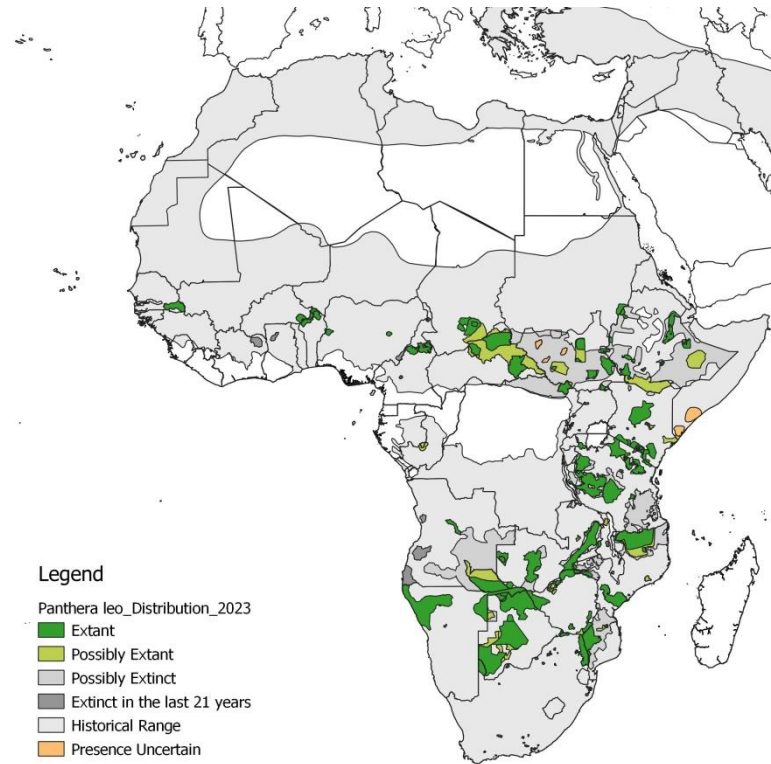 Legend
Panthera leo_Distribution_2023
Extant
Possibly Extant
Possibly Extinct
Extinct in the last 21 years
Historical Range
Presence Uncertain